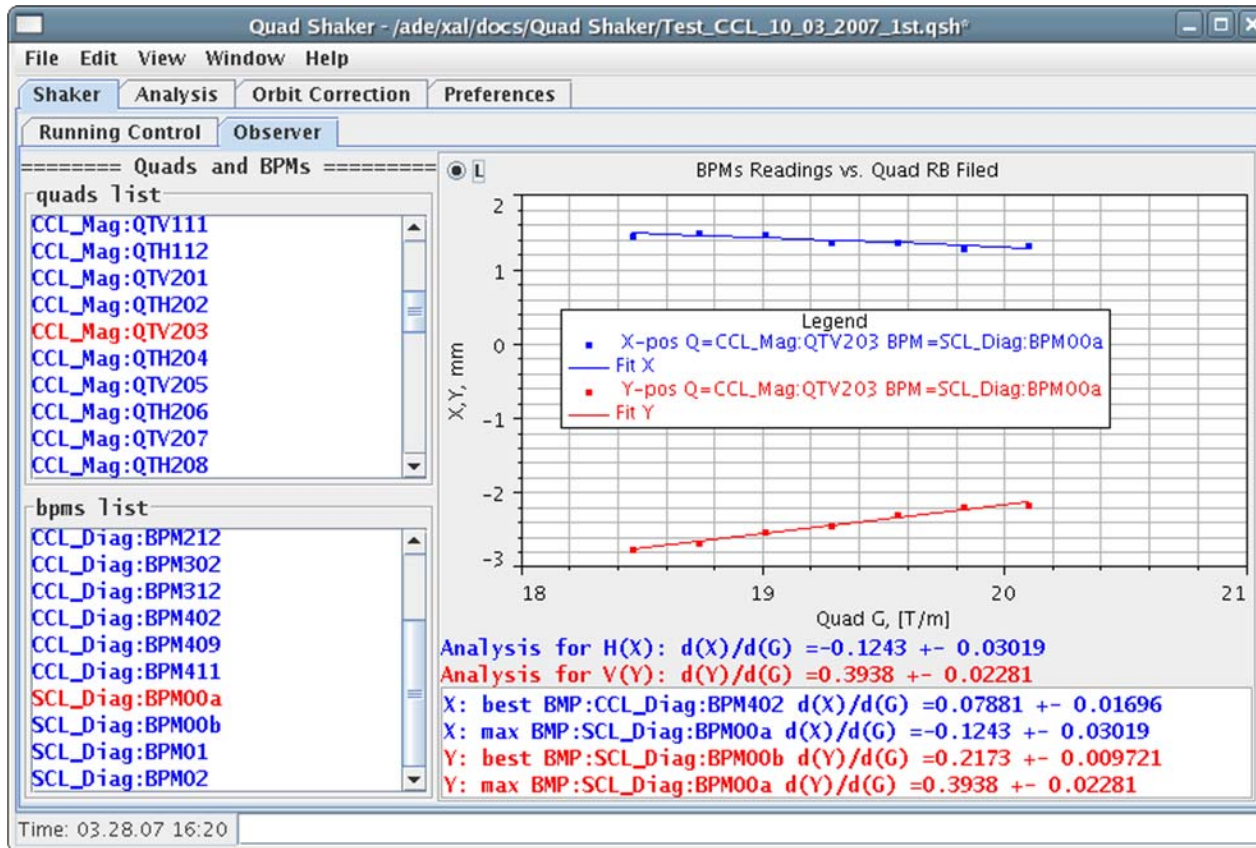 Quad Shaker - /ade/xal/docs/Quad Shaker/Test_CCL_10_03_2007_1st.qsh*
File Edit View Window Help
Shaker Analysis Orbit Correction Preferences
Running Control Observer
======== Quads and BPMs =========
quads list
CCL_Mag:QTV111
CCL_Mag:QTH112
CCL_Mag:QTV201
CCL_Mag:QTH202
CCL_Mag:QTV203
CCL_Mag:QTH204
CCL_Mag:QTV205
CCL_Mag:QTH206
CCL_Mag:QTV207
CCL_Mag:QTH208
bpms list
CCL_Diag:BPM212
CCL_Diag:BPM302
CCL_Diag:BPM312
CCL_Diag:BPM402
CCL_Diag:BPM409
CCL_Diag:BPM411
SCL_Diag:BPM00a
SCL_Diag:BPM00b
SCL_Diag:BPM01
SCL_Diag:BPM02
L
BPMs Readings vs. Quad RB Filed
X,Y, mm
2
1
0
-1
-2
-3
Legend
X-pos Q=CCL_Mag:QTV203 BPM=SCL_Diag:BPM00a
Fit X
Y-pos Q=CCL_Mag:QTV203 BPM=SCL_Diag:BPM00a
Fit Y
18 19 20 21
Quad G, [T/m]
Analysis for H(X): d(X)/d(G) =-0.1243 +- 0.03019
Analysis for V(Y): d(Y)/d(G) =0.3938 +- 0.02281
X: best BMP:CCL_Diag:BPM402 d(X)/d(G) =0.07881 +- 0.01696
X: max BMP:SCL_Diag:BPM00a d(X)/d(G) =-0.1243 +- 0.03019
Y: best BMP:SCL_Diag:BPM00b d(Y)/d(G) =0.2173 +- 0.009721
Y: max BMP:SCL_Diag:BPM00a d(Y)/d(G) =0.3938 +- 0.02281
Time: 03.28.07 16:20